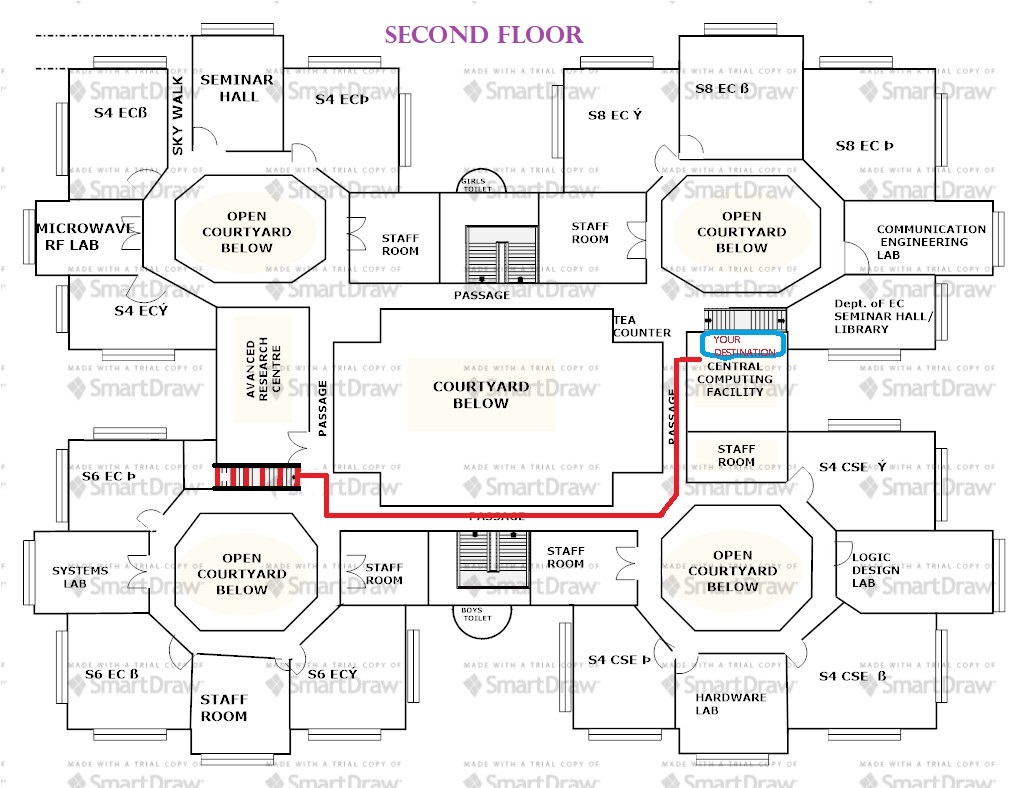 SECOND FLOOR
SEMINAR
HALL
S4 ECß
SKY WALK
S4 ECÞ
S8 EC Ý
S8 EC ß
S8 EC Þ
GIRLS
TOILET
MICROWAVE
RF LAB
OPEN
COURTYARD
BELOW
STAFF
ROOM
STAFF
ROOM
OPEN
COURTYARD
BELOW
COMMUNICATION
ENGINEERING
LAB
S4 ECÝ
PASSAGE
TEA
COUNTER
Dept. of EC
SEMINAR HALL/
LIBRARY
AVANCED
RESEARCH
CENTRE
PASSAGE
COURTYARD
BELOW
PASSAGE
YOUR
DESTINATION
CENTRAL
COMPUTING
FACILITY
STAFF
ROOM
S4 CSE Ý
S6 EC Þ
PASSAGE
SYSTEMS
LAB
OPEN
COURTYARD
BELOW
STAFF
ROOM
STAFF
ROOM
OPEN
COURTYARD
BELOW
LOGIC
DESIGN
LAB
BOYS
TOILET
S6 EC ß
STAFF
ROOM
S6 ECÝ
S4 CSE Þ
HARDWARE
LAB
S4 CSE ß
MADE WITH A TRIAL COPY OF
SmartDraw